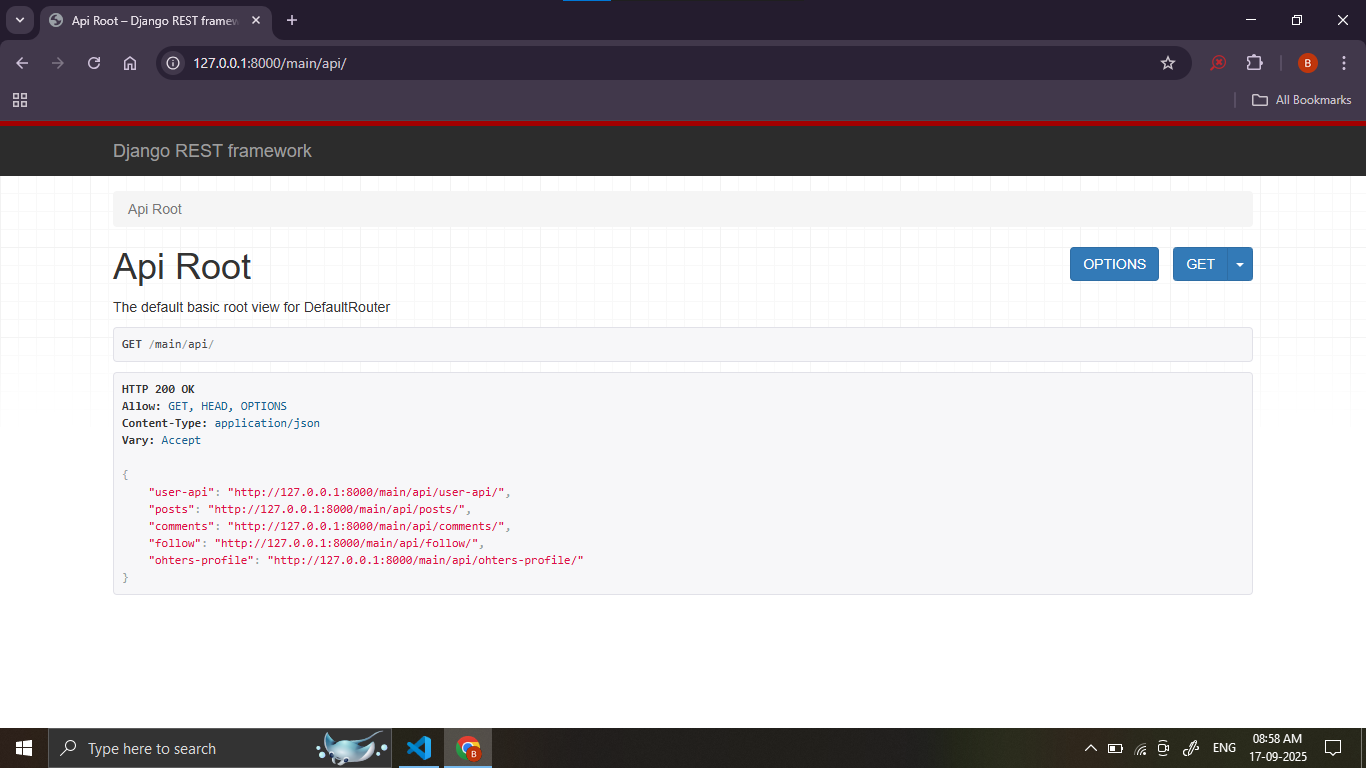 Api Root – Django REST framew
127.0.0.1:8000/main/api/
B
All Bookmarks
Django REST framework
Api Root
Api Root
OPTIONS
GET
The default basic root view for DefaultRouter
GET /main/api/
HTTP 200 OK
Allow: GET, HEAD, OPTIONS
Content-Type: application/json
Vary: Accept
{
"user-api": "http://127.0.0.1:8000/main/api/user-api/",
"posts": "http://127.0.0.1:8000/main/api/posts/",
"comments": "http://127.0.0.1:8000/main/api/comments/",
"follow": "http://127.0.0.1:8000/main/api/follow/",
"ohters-profile": "http://127.0.0.1:8000/main/api/ohters-profile/"
}
Type here to search
B
ENG
08:58 AM
17-09-2025